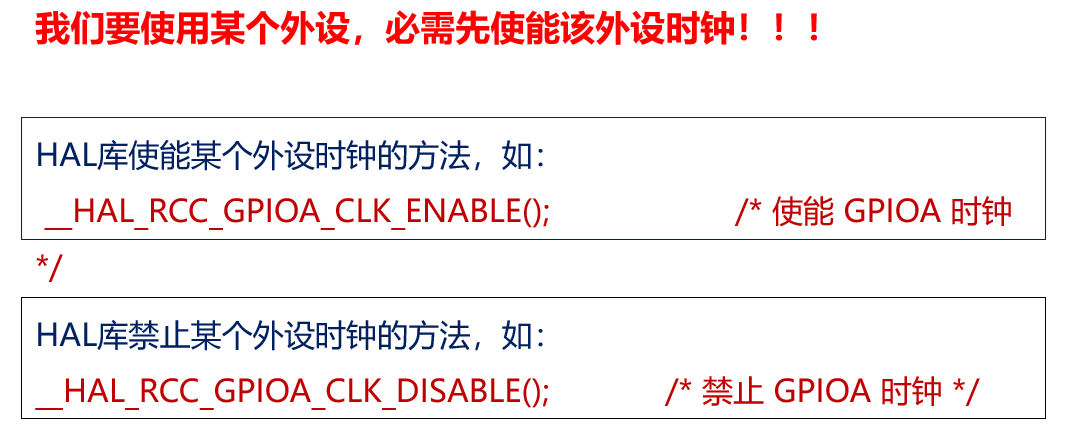 我们要使用某个外设，必需先使能该外设时钟！！！
HAL库使能某个外设时钟的方法，如：
__HAL_RCC_GPIOA_CLK_ENABLE(); /* 使能 GPIOA 时钟
*/
HAL库禁止某个外设时钟的方法，如：
__HAL_RCC_GPIOA_CLK_DISABLE(); /* 禁止 GPIOA 时钟 */